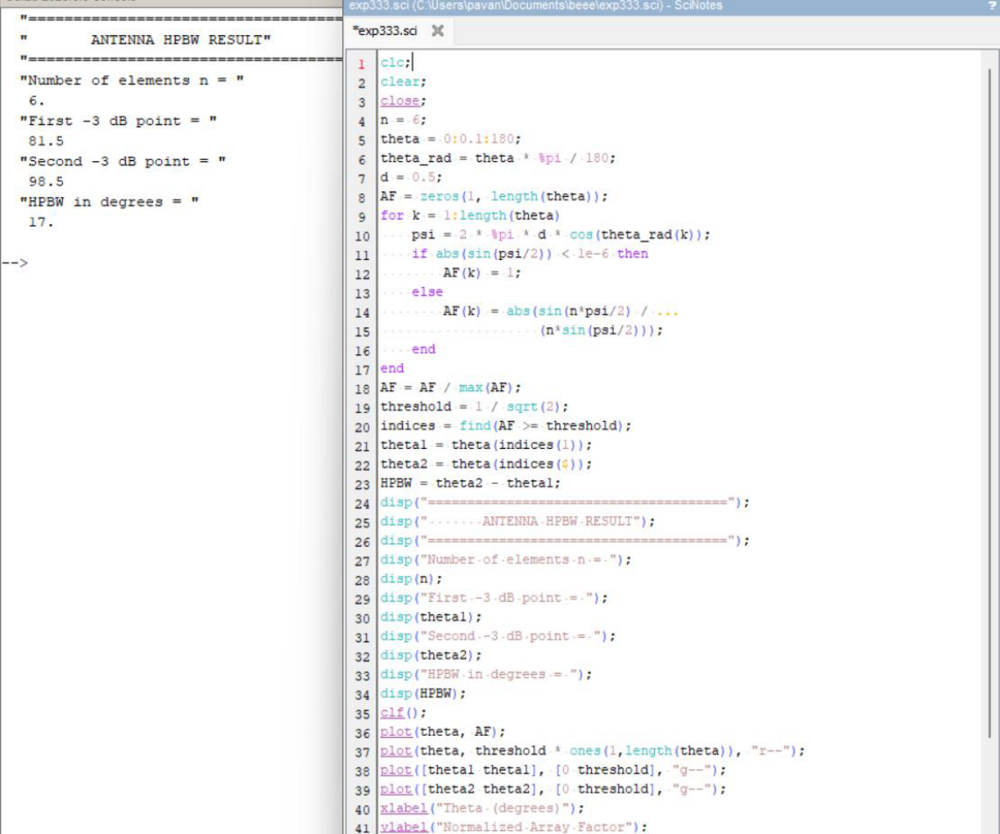 "=====================================
"        ANTENNA HPBW RESULT"
"=====================================
"Number of elements n = "
6.
"First -3 dB point = "
81.5
"Second -3 dB point = "
98.5
"HPBW in degrees = "
17.
-->
exp333.sci (C:\Users\pavan\Documents\beee\exp333.sci) - SciNotes ?
*exp333.sci
1 clc;
2 clear;
3 close;
4 n = 6;
5 theta = 0:0.1:180;
6 theta_rad = theta * %pi / 180;
7 d = 0.5;
8 AF = zeros(1, length(theta));
9 for k = 1:length(theta)
10     psi = 2 * %pi * d * cos(theta_rad(k));
11     if abs(sin(psi/2)) < 1e-6 then
12         AF(k) = 1;
13     else
14         AF(k) = abs(sin(n*psi/2) / ...
15                     (n*sin(psi/2)));
16     end
17 end
18 AF = AF / max(AF);
19 threshold = 1 / sqrt(2);
20 indices = find(AF >= threshold);
21 theta1 = theta(indices(1));
22 theta2 = theta(indices($));
23 HPBW = theta2 - theta1;
24 disp("======================================");
25 disp("       ANTENNA HPBW RESULT");
26 disp("======================================");
27 disp("Number of elements n = ");
28 disp(n);
29 disp("First -3 dB point = ");
30 disp(theta1);
31 disp("Second -3 dB point = ");
32 disp(theta2);
33 disp("HPBW in degrees = ");
34 disp(HPBW);
35 clf();
36 plot(theta, AF);
37 plot(theta, threshold * ones(1,length(theta)), "r--");
38 plot([theta1 theta1], [0 threshold], "g--");
39 plot([theta2 theta2], [0 threshold], "g--");
40 xlabel("Theta (degrees)");
41 ylabel("Normalized Array Factor");